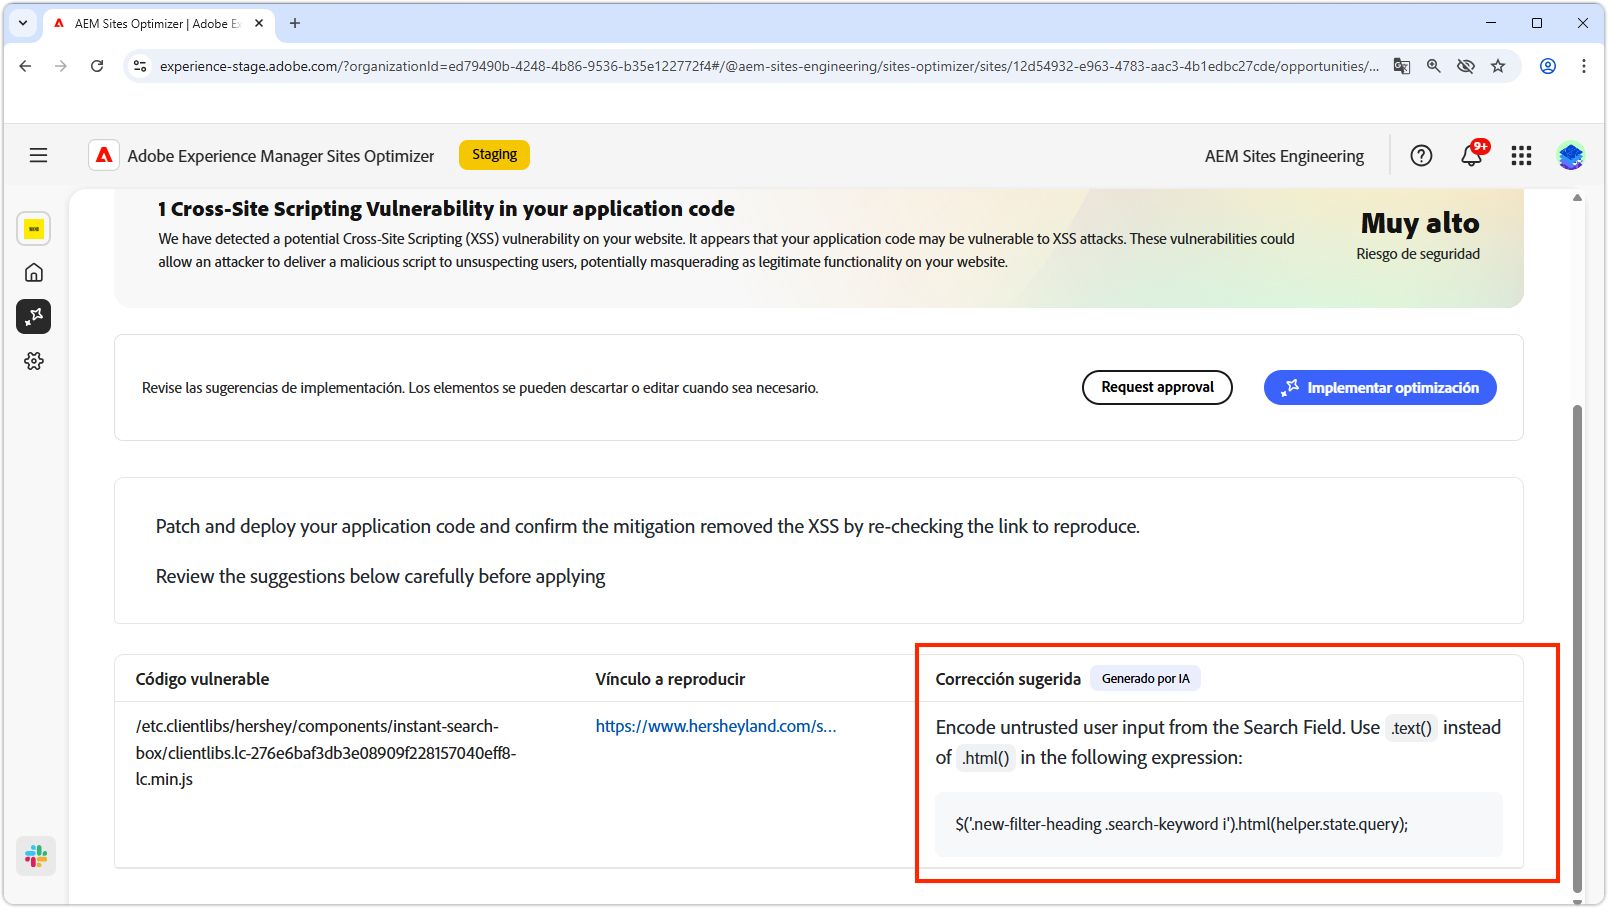 AEM Sites Optimizer | Adobe Ex
experience-stage.adobe.com/?organizationId=ed79490b-4248-4b86-9536-b35e122772f4#/@aem-sites-engineering/sites-optimizer/sites/12d54932-e963-4783-aac3-4b1edbc27cde/opportunities/...
Adobe Experience Manager Sites Optimizer
Staging
AEM Sites Engineering
9+
1 Cross-Site Scripting Vulnerability in your application code
We have detected a potential Cross-Site Scripting (XSS) vulnerability on your website. It appears that your application code may be vulnerable to XSS attacks. These vulnerabilities could
allow an attacker to deliver a malicious script to unsuspecting users, potentially masquerading as legitimate functionality on your website.
Muy alto
Riesgo de seguridad
Revise las sugerencias de implementación. Los elementos se pueden descartar o editar cuando sea necesario.
Request approval
Implementar optimización
Patch and deploy your application code and confirm the mitigation removed the XSS by re-checking the link to reproduce.
Review the suggestions below carefully before applying
Código vulnerable
Vínculo a reproducir
Corrección sugerida
Generado por IA
/etc.clientlibs/hershey/components/instant-search-
box/clientlibs.lc-276e6baf3db3e08909f228157040eff8-
lc.min.js
https://www.hersheyland.com/s...
Encode untrusted user input from the Search Field. Use .text() instead
of .html() in the following expression:
$('.new-filter-heading .search-keyword i').html(helper.state.query);